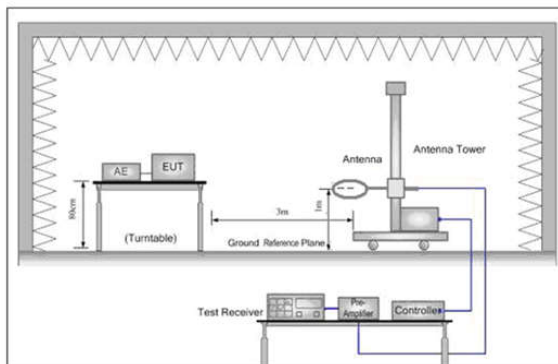 Antenna
Antenna Tower
AE
EUT
80cm
(Turntable)
3m
1m
Ground Reference Plane
Test Receiver
Pre-
Amplifier
Controller